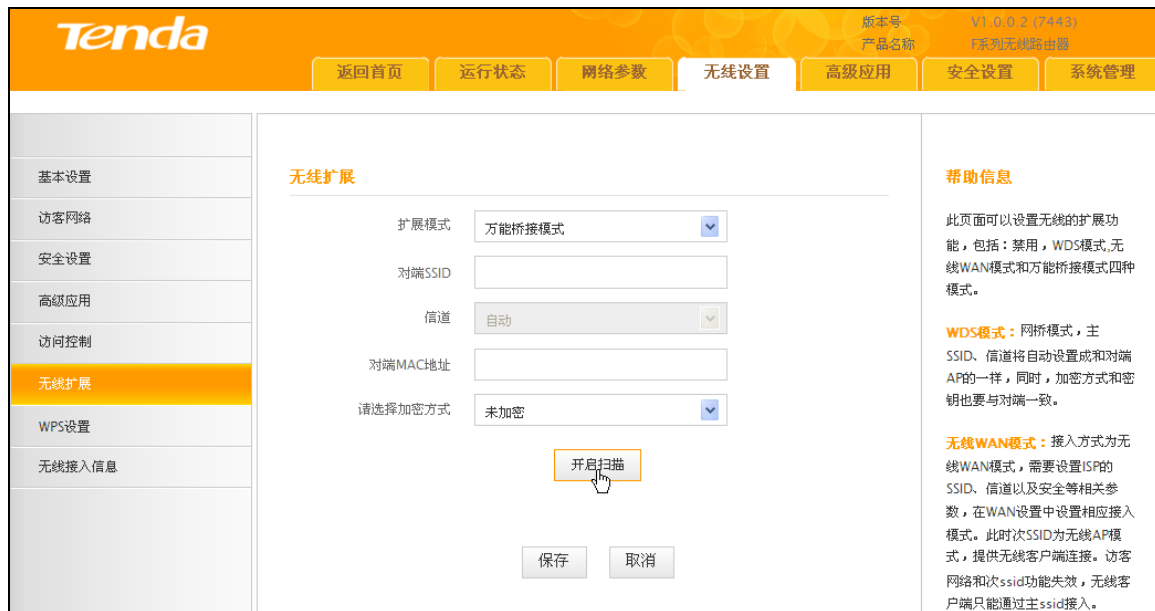 Tenda
版本号 V1.0.0.2 (7443)
产品名称 F系列无线路由器
返回首页 运行状态 网络参数 无线设置 高级应用 安全设置 系统管理
基本设置
访客网络
安全设置
高级应用
访问控制
无线扩展
WPS设置
无线接入信息
无线扩展
扩展模式 万能桥接模式
对端SSID
信道 自动
对端MAC地址
请选择加密方式 未加密
开启扫描
保存 取消
帮助信息
此页面可以设置无线的扩展功
能，包括：禁用，WDS模式,无
线WAN模式和万能桥接模式四种
模式。
WDS模式：网桥模式，主
SSID、信道将自动设置成和对端
AP的一样，同时，加密方式和密
钥也要与对端一致。
无线WAN模式：接入方式为无
线WAN模式，需要设置ISP的
SSID、信道以及安全等相关参
数，在WAN设置中设置相应接入
模式。此时次SSID为无线AP模
式，提供无线客户端连接。访客
网络和次ssid功能失效，无线客
户端只能通过主ssid接入。